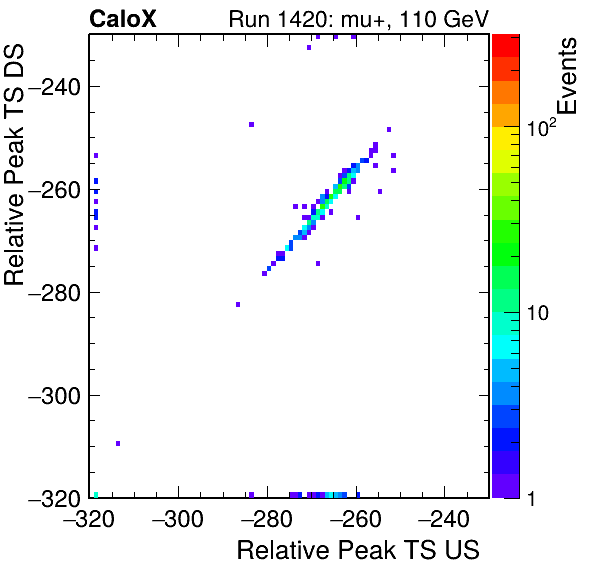 CaloX
Run 1420: mu+, 110 GeV
Relative Peak TS DS
Events
−240
−260
−280
−300
−320
10²
10
1
−320
−300
−280
−260
−240
Relative Peak TS US